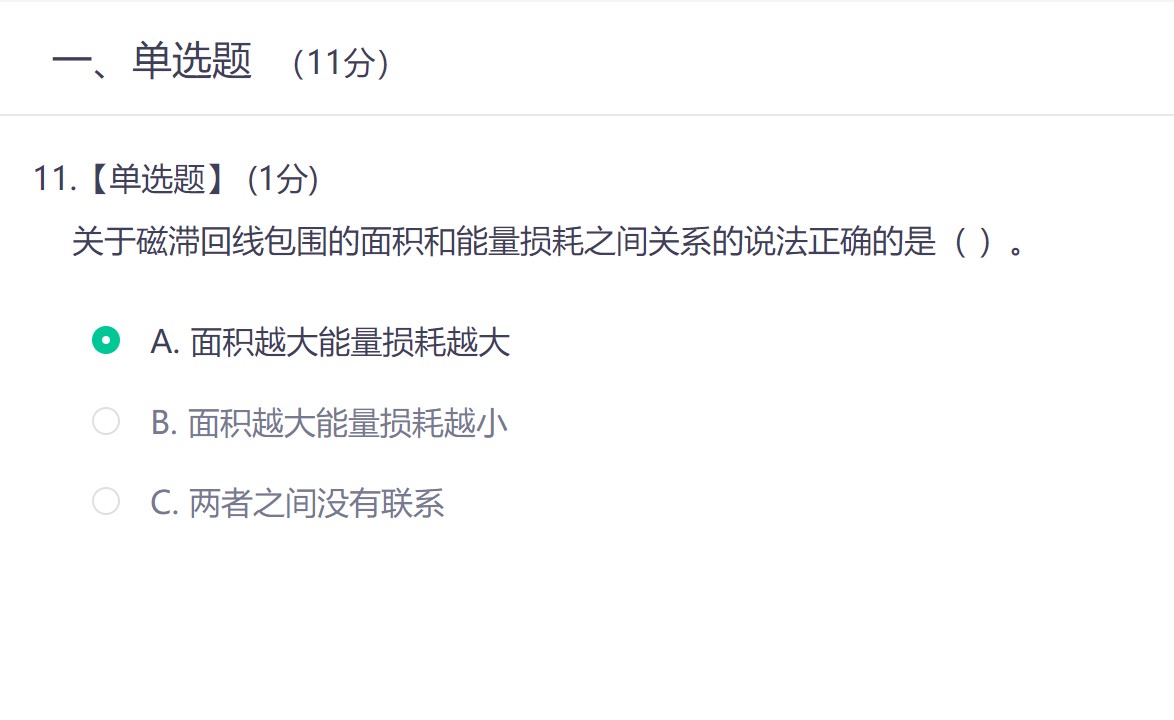 一、单选题 (11分)
11.【单选题】 (1分)
关于磁滞回线包围的面积和能量损耗之间关系的说法正确的是（ ）。
A. 面积越大能量损耗越大
B. 面积越大能量损耗越小
C. 两者之间没有联系